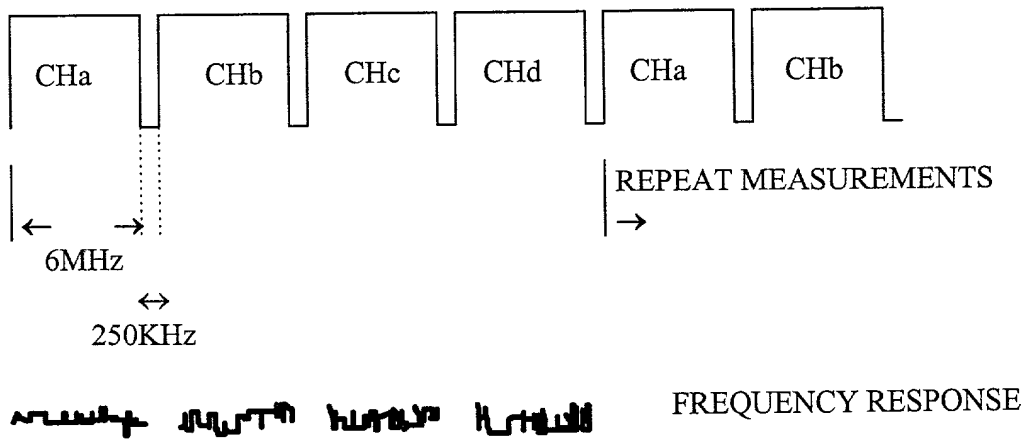 CHa CHb CHc CHd CHa CHb
REPEAT MEASUREMENTS
6MHz
250KHz
FREQUENCY RESPONSE